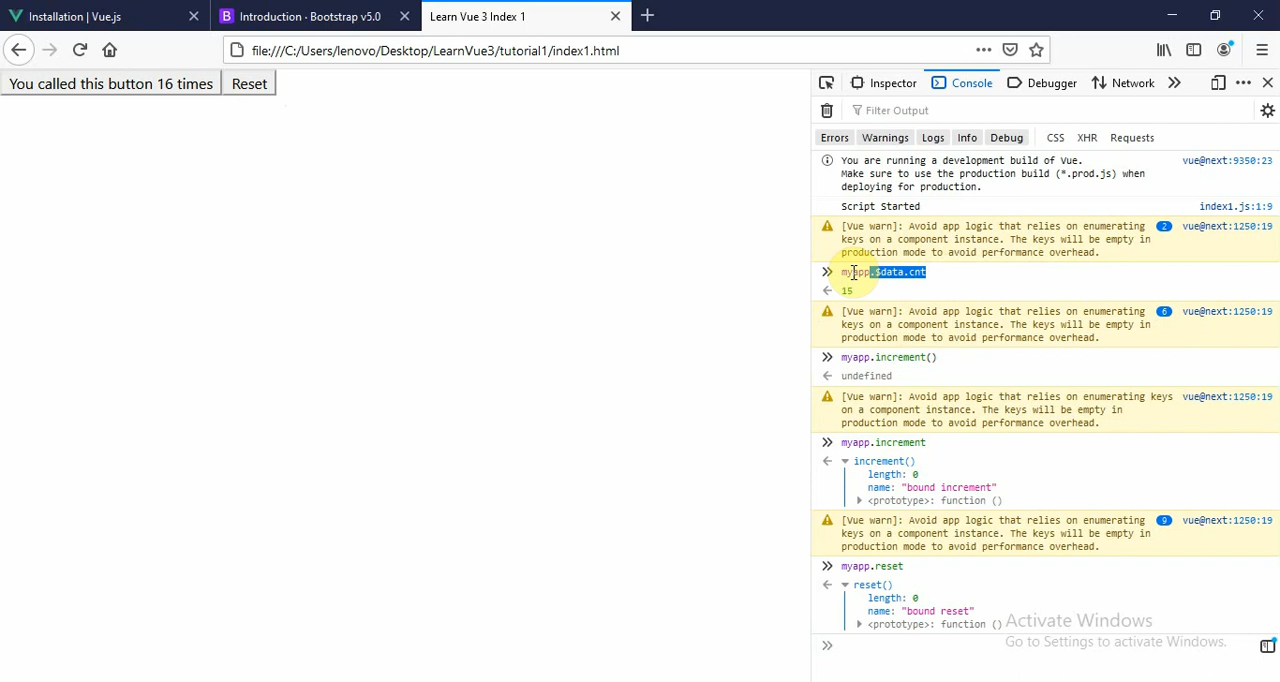 Installation | Vue.js
Introduction · Bootstrap v5.0
Learn Vue 3 Index 1
file:///C:/Users/lenovo/Desktop/LearnVue3/tutorial1/index1.html
You called this button 16 times Reset
Inspector Console Debugger Network
Filter Output
Errors Warnings Logs Info Debug CSS XHR Requests
You are running a development build of Vue. vue@next:9350:23
Make sure to use the production build (*.prod.js) when
deploying for production.
Script Started index1.js:1:9
[Vue warn]: Avoid app logic that relies on enumerating 2 vue@next:1250:19
keys on a component instance. The keys will be empty in
production mode to avoid performance overhead.
myapp.$data.cnt
15
[Vue warn]: Avoid app logic that relies on enumerating 6 vue@next:1250:19
keys on a component instance. The keys will be empty in
production mode to avoid performance overhead.
myapp.increment()
undefined
[Vue warn]: Avoid app logic that relies on enumerating keys vue@next:1250:19
on a component instance. The keys will be empty in
production mode to avoid performance overhead.
myapp.increment
increment()
length: 0
name: "bound increment"
<prototype>: function ()
[Vue warn]: Avoid app logic that relies on enumerating 9 vue@next:1250:19
keys on a component instance. The keys will be empty in
production mode to avoid performance overhead.
myapp.reset
reset()
length: 0
name: "bound reset"
<prototype>: function ()
Activate Windows
Go to Settings to activate Windows.